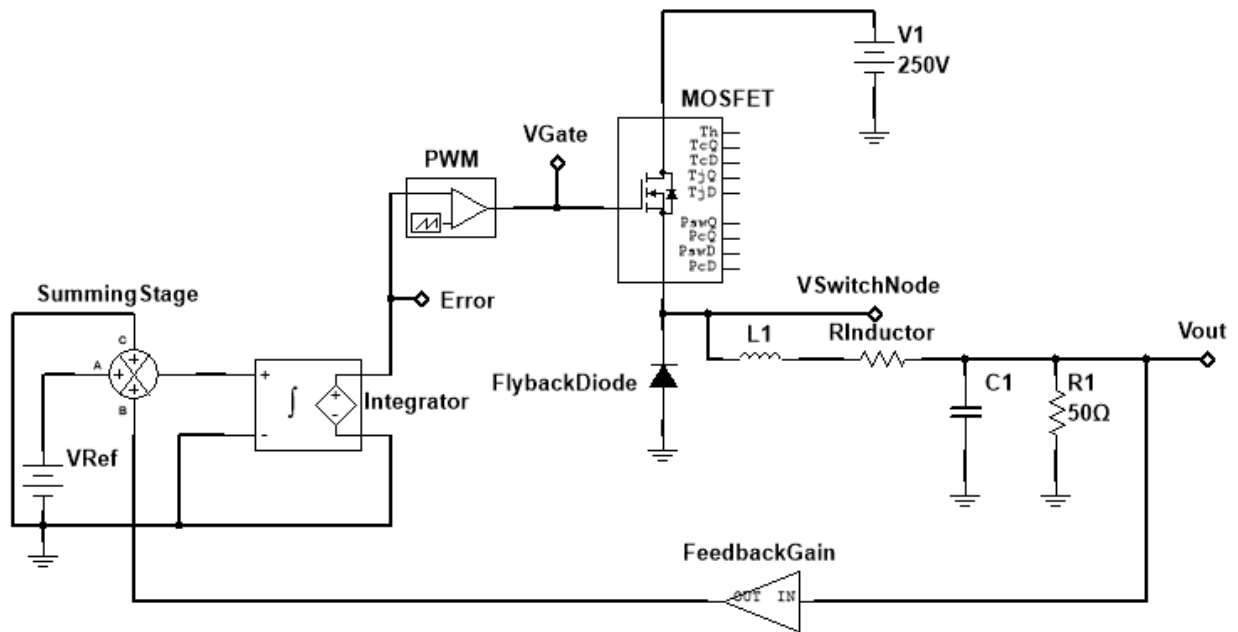 V1
250V
MOSFET
Th
TcQ
TcD
TjQ
TjD
PswQ
PcQ
PswD
PcD
VGate
PWM
VSwitchNode
SummingStage
Error
L1
RInductor
Vout
C
A
B
+
+
+
+
-
∫
+
-
Integrator
FlybackDiode
C1
R1
50Ω
VRef
FeedbackGain
OUT IN